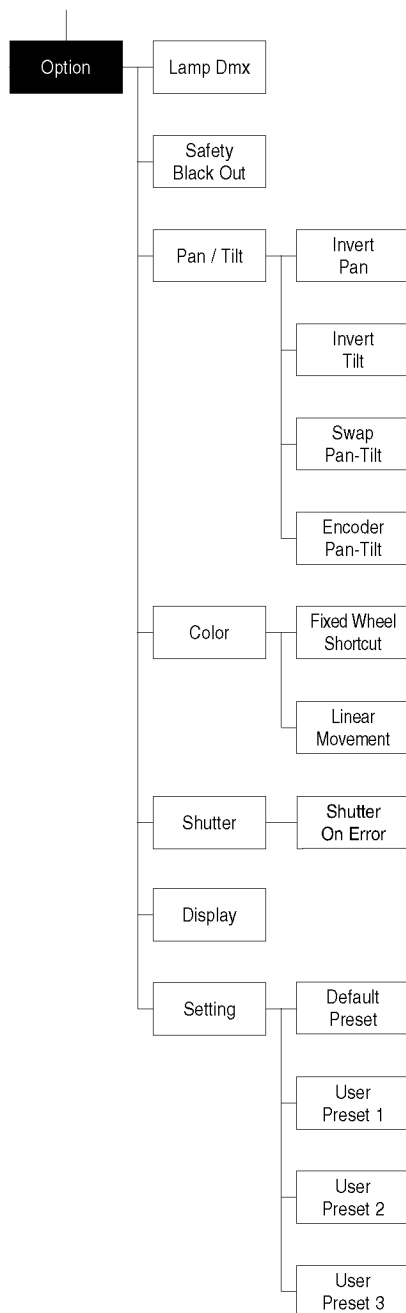 Option
Lamp Dmx
Safety
Black Out
Pan / Tilt
Invert
Pan
Invert
Tilt
Swap
Pan-Tilt
Encoder
Pan-Tilt
Color
Fixed Wheel
Shortcut
Linear
Movement
Shutter
Shutter
On Error
Display
Setting
Default
Preset
User
Preset 1
User
Preset 2
User
Preset 3